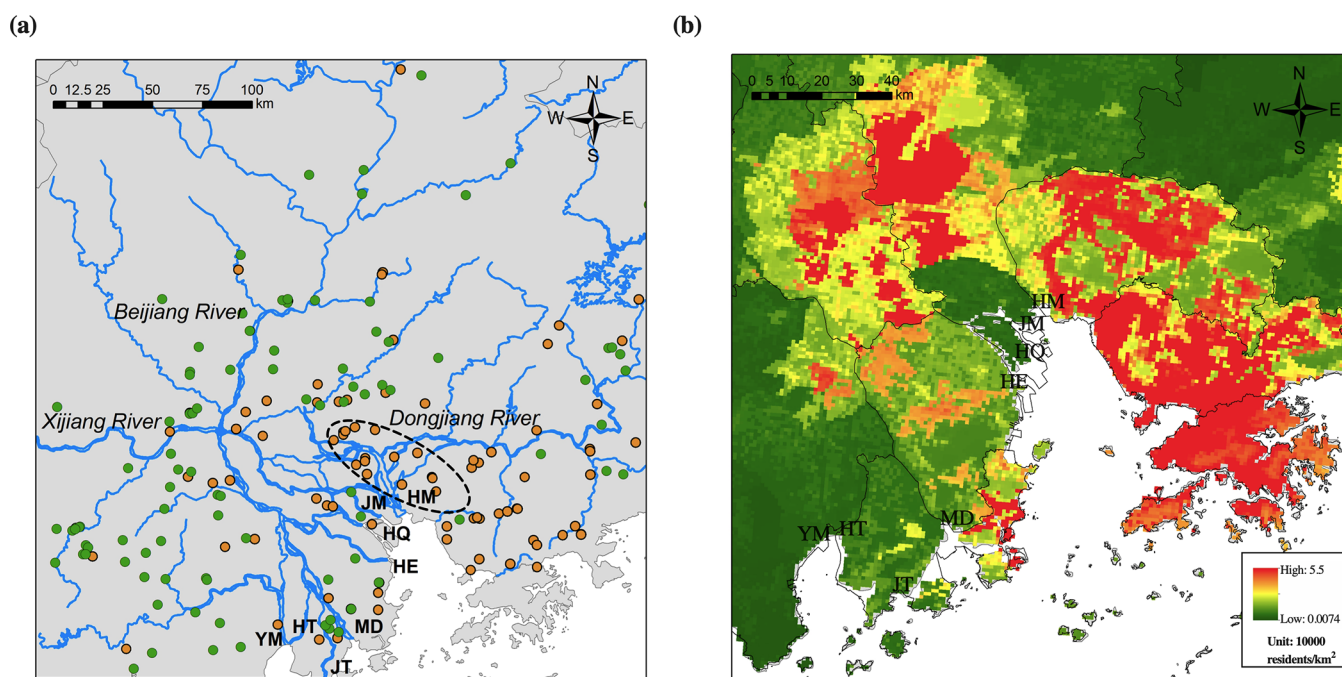 (a)
0 12.5 25 50 75 100
km
N
W E
S
Beijiang River
Xijiang River
Dongjiang River
JM
HM
HQ
HE
YM
HT
MD
JT
(b)
0 5 10 20 30 40
km
N
W E
S
HM
JM
HQ
HE
MD
YM
HT
JT
High: 5.5
Low: 0.0074
Unit: 10000
residents/km²